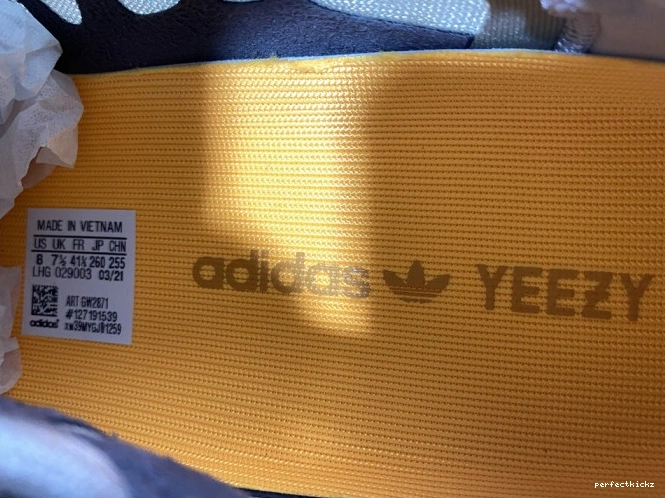 MADE IN VIETNAM
US UK FR JP CHN
8 7½ 41⅓ 260 255
LHG 029003 03/21
ART GW2871
#127191539
adidas
adidas YEEZY
perfectkickz